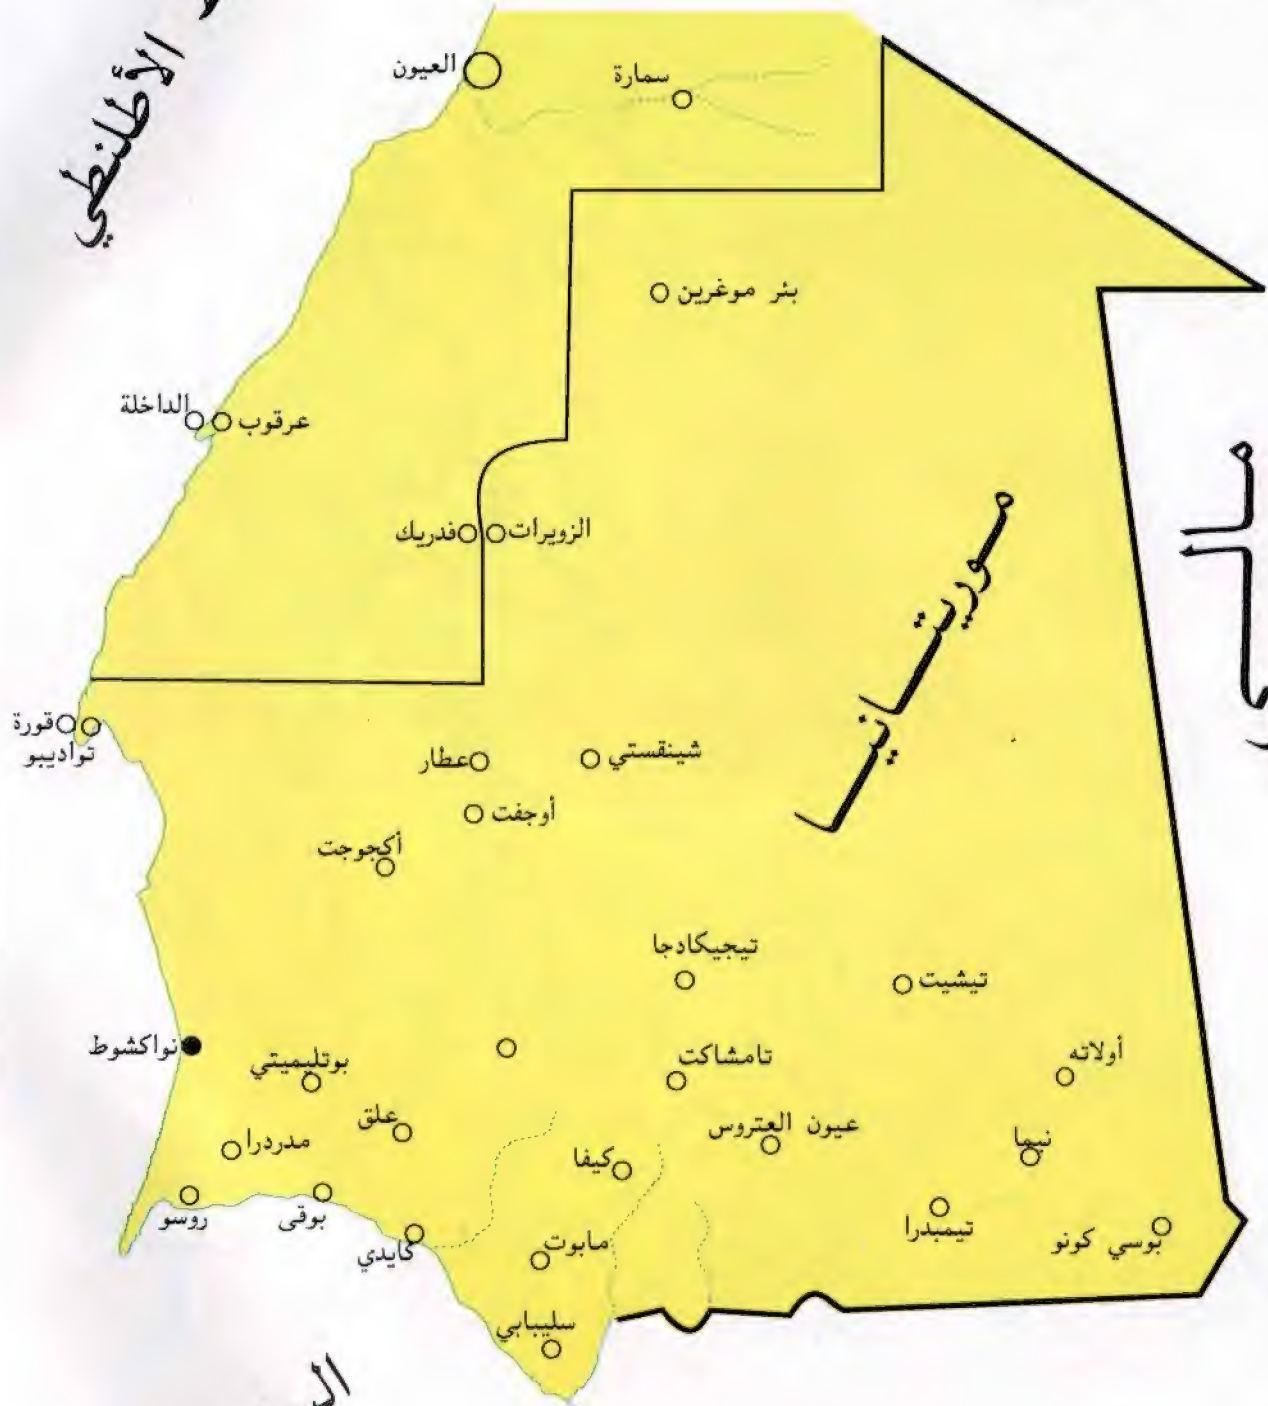 الأطلنطي
العيون
سمارة
بئر موغرين
الداخلة
عرقوب
مالي
فدريك
الزويرات
موريتانيا
قورة
تواديبو
عطار
شينقستي
أوجفت
أكجوجت
تيجيكادجا
تيشيت
نواكشوط
بوتليميتي
تامشاكت
أولاته
علق
عيون العتروس
مدردرا
كيفا
نيما
روسو
بوقى
تيمبدرا
بوسي كونو
كايدي
مابوت
سليبابي